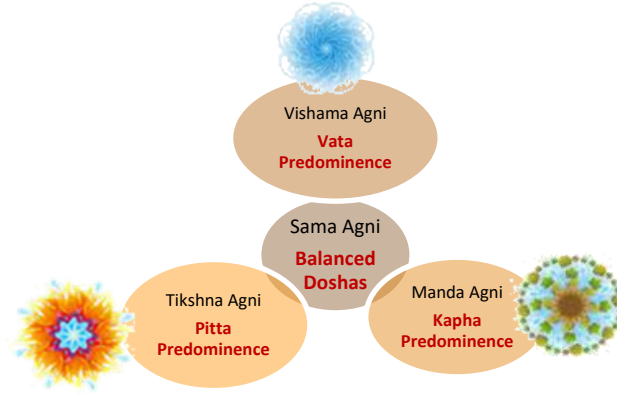 Vishama Agni
Vata
Predominence
Sama Agni
Balanced
Doshas
Tikshna Agni
Pitta
Predominence
Manda Agni
Kapha
Predominence